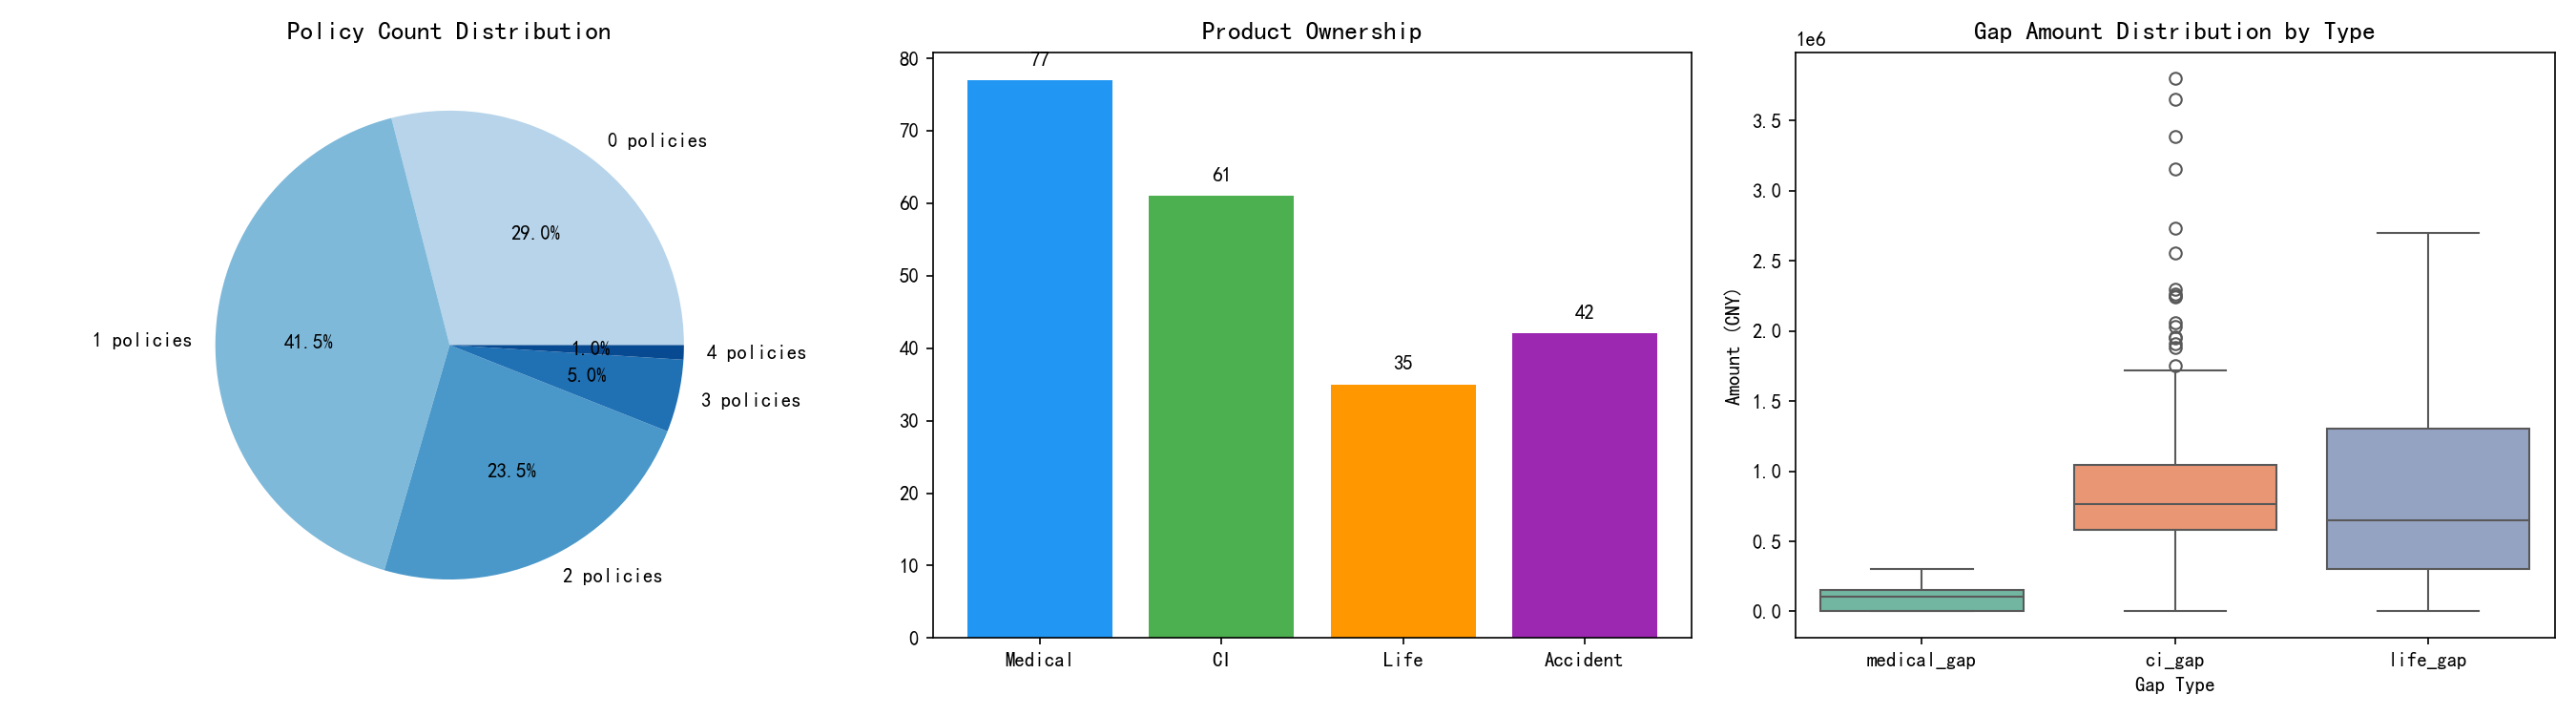 Policy Count Distribution
0 policies
29.0%
1 policies
41.5%
1.0%
4 policies
5.0%
3 policies
23.5%
2 policies
Product Ownership
80
70
60
50
40
30
20
10
0
77
61
35
42
Medical
CI
Life
Accident
Gap Amount Distribution by Type
1e6
3.5
3.0
2.5
2.0
1.5
1.0
0.5
0.0
Amount (CNY)
medical_gap
ci_gap
life_gap
Gap Type